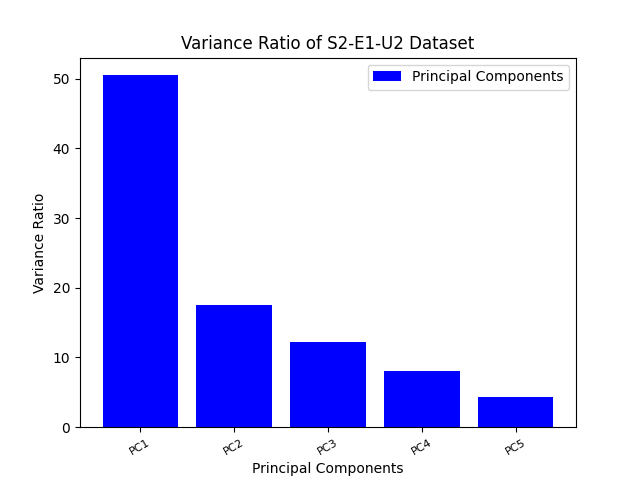 Variance Ratio of S2-E1-U2 Dataset
Principal Components
50
40
30
20
10
0
Variance Ratio
PC1 PC2 PC3 PC4 PC5
Principal Components